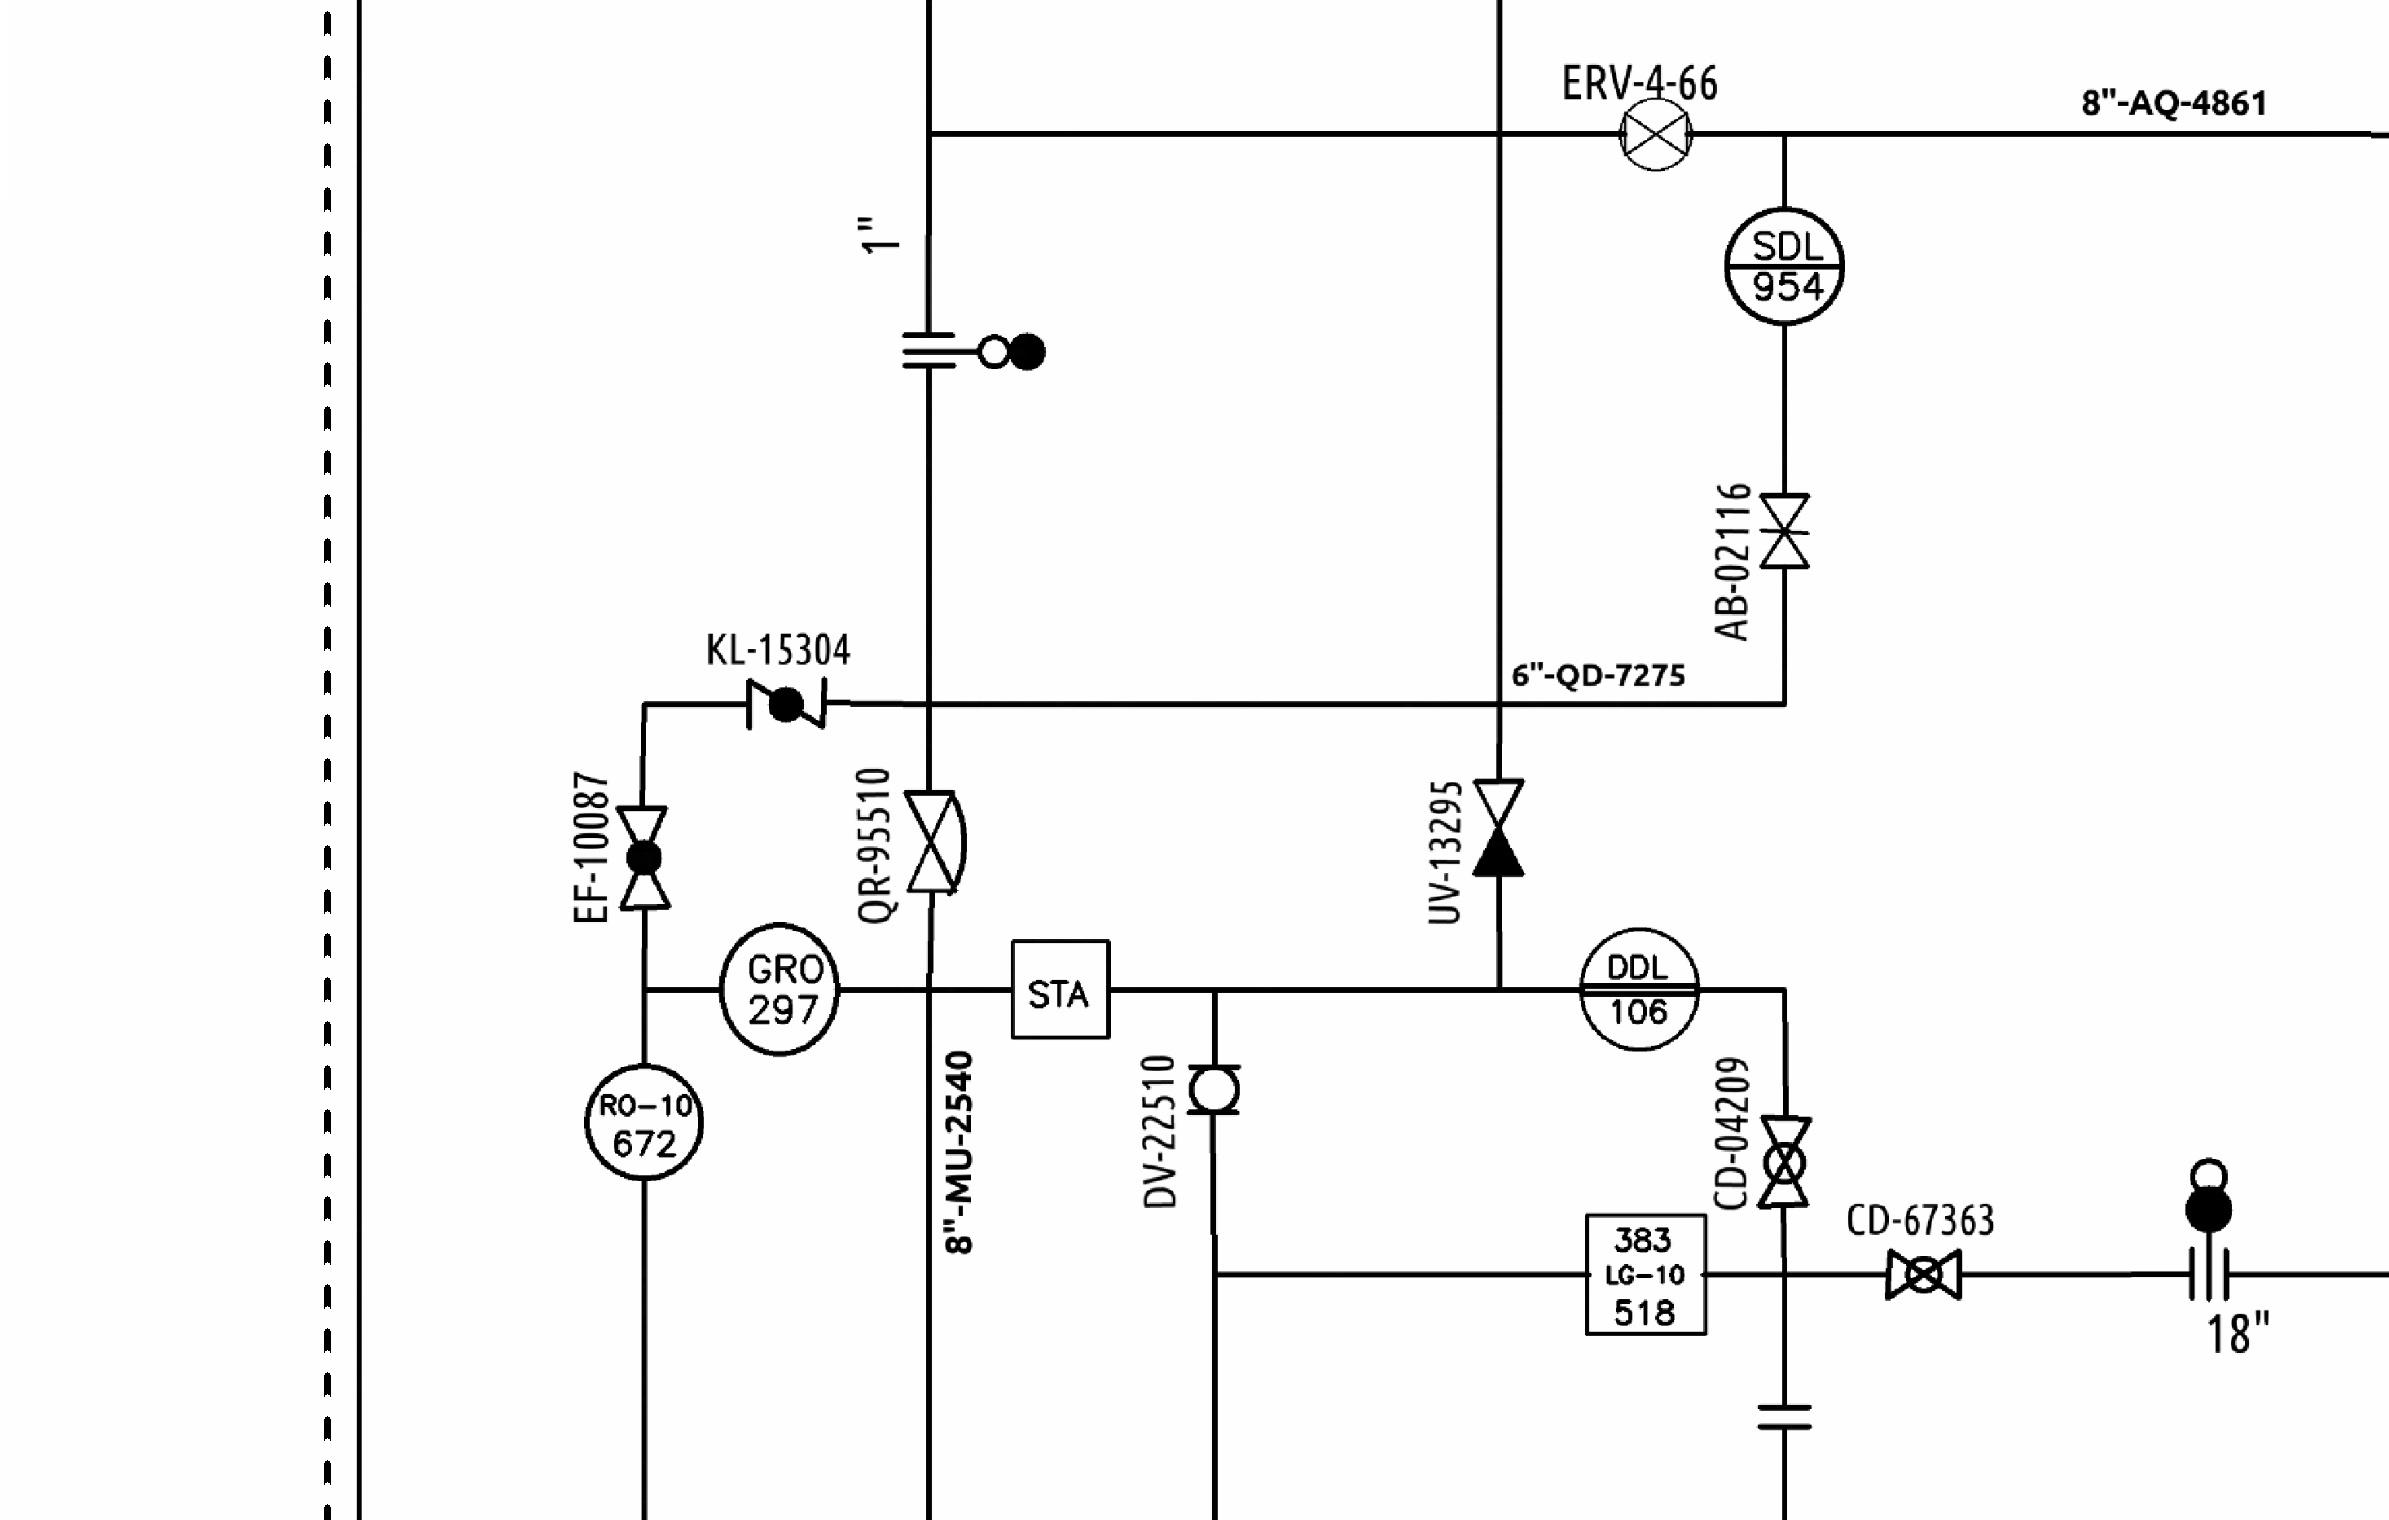 ERV-4-66
8"-AQ-4861
1"
SDL
954
AB-02116
KL-15304
6"-QD-7275
EF-10087
QR-95510
UV-13295
GRO
297
STA
DDL
106
RO-10
672
8"-MU-2540
DV-22510
CD-04209
CD-67363
383
LG-10
518
18"